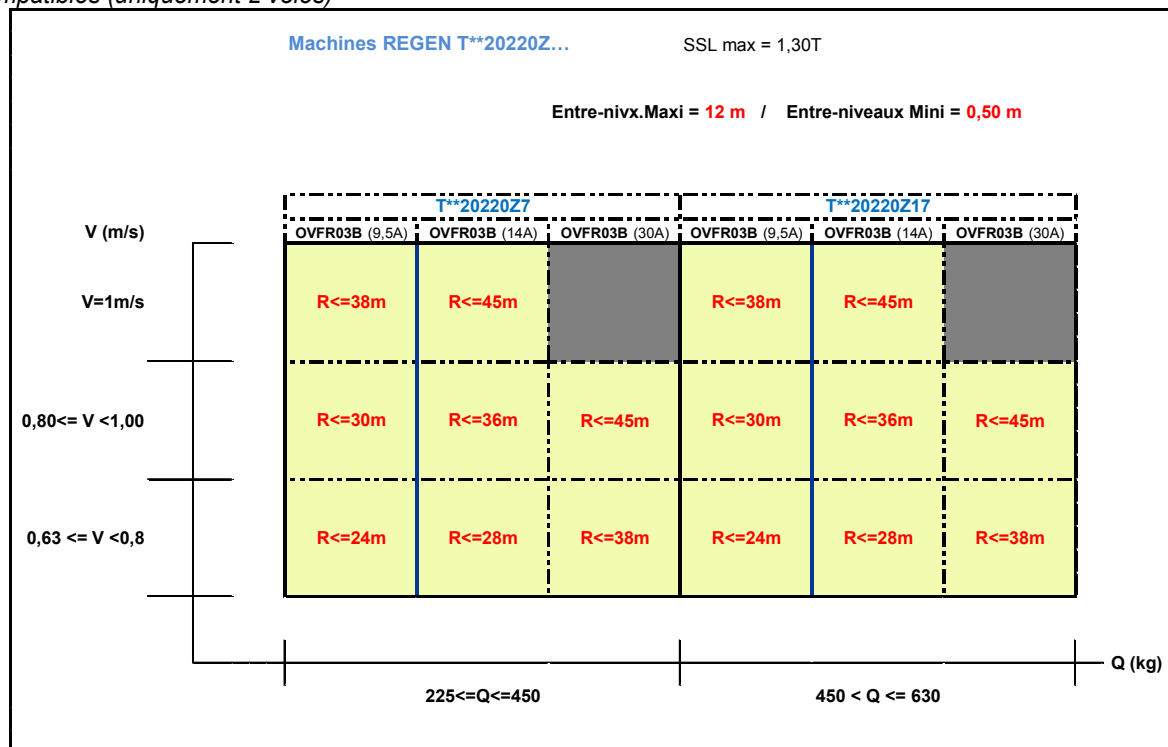 (uniquement 2 vélos)
Machines REGEN T**20220Z… SSL max = 1,30T
Entre-nivx.Maxi = 12 m / Entre-niveaux Mini = 0,50 m
T**20220Z7 T**20220Z17
V (m/s) OVFR03B (9,5A) OVFR03B (14A) OVFR03B (30A) OVFR03B (9,5A) OVFR03B (14A) OVFR03B (30A)
V=1m/s R<=38m R<=45m R<=38m R<=45m
0,80<= V <1,00 R<=30m R<=36m R<=45m R<=30m R<=36m R<=45m
0,63 <= V <0,8 R<=24m R<=28m R<=38m R<=24m R<=28m R<=38m
Q (kg)
225<=Q<=450 450 < Q <= 630